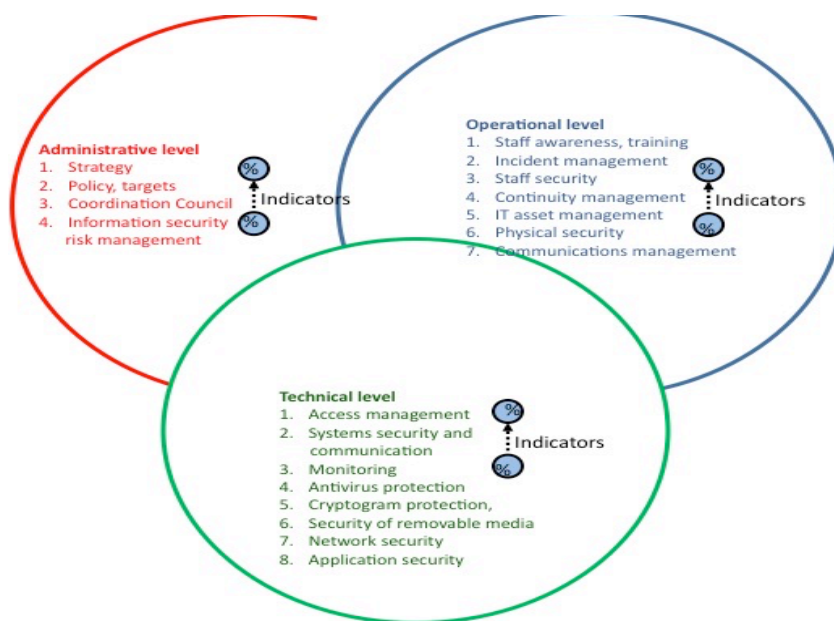 Administrative level
1. Strategy
2. Policy, targets
3. Coordination Council
4. Information security
risk management
%
Indicators
%
Operational level
1. Staff awareness, training
2. Incident management
3. Staff security
4. Continuity management
5. IT asset management
6. Physical security
7. Communications management
%
Indicators
%
Technical level
1. Access management
2. Systems security and
communication
3. Monitoring
4. Antivirus protection
5. Cryptogram protection,
6. Security of removable media
7. Network security
8. Application security
%
Indicators
%